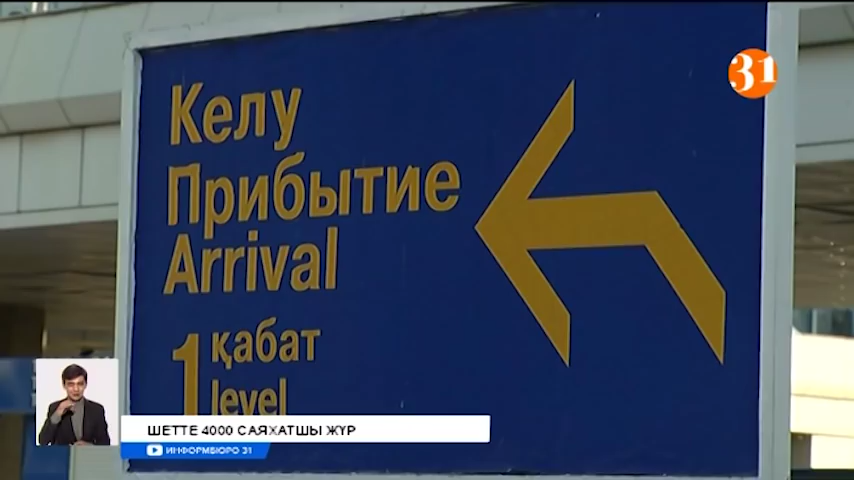 31
Келу
Прибытие
Arrival
1 қабат
level
ШЕТТЕ 4000 САЯХАТШЫ ЖҮР
ИНФОРМБЮРО 31